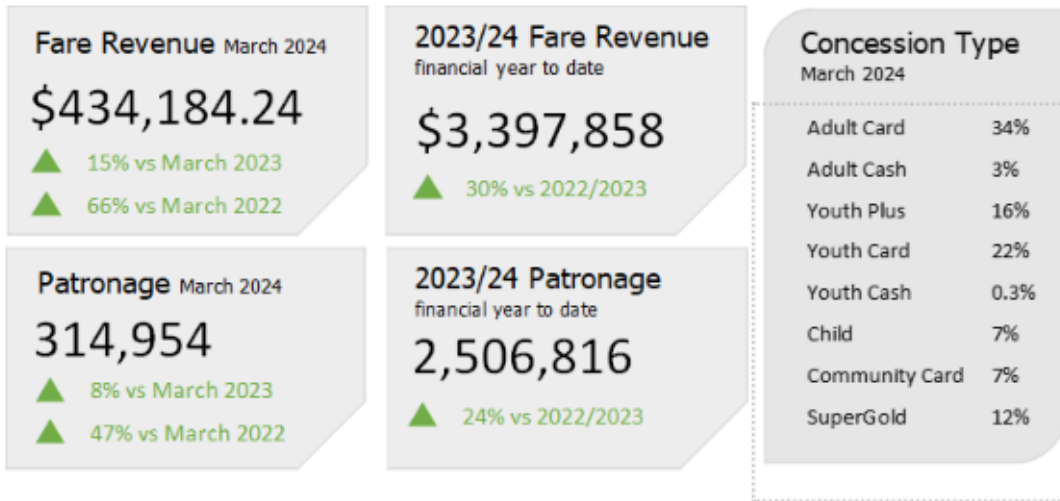 Fare Revenue March 2024
$434,184.24
15% vs March 2023
66% vs March 2022
2023/24 Fare Revenue
financial year to date
$3,397,858
30% vs 2022/2023
Patronage March 2024
314,954
8% vs March 2023
47% vs March 2022
2023/24 Patronage
financial year to date
2,506,816
24% vs 2022/2023
Concession Type
March 2024
Adult Card 34%
Adult Cash 3%
Youth Plus 16%
Youth Card 22%
Youth Cash 0.3%
Child 7%
Community Card 7%
SuperGold 12%